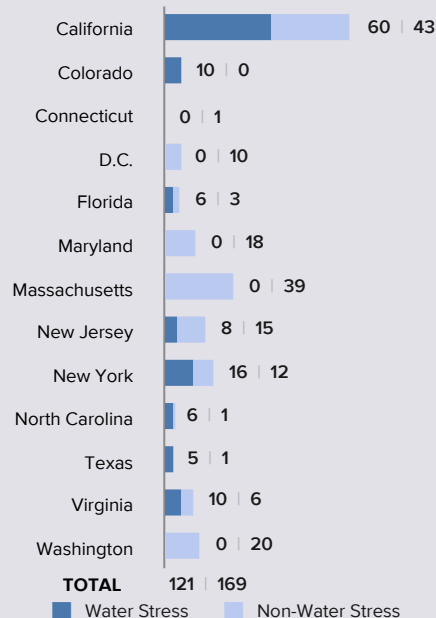 California 60 | 43
Colorado 10 | 0
Connecticut 0 | 1
D.C. 0 | 10
Florida 6 | 3
Maryland 0 | 18
Massachusetts 0 | 39
New Jersey 8 | 15
New York 16 | 12
North Carolina 6 | 1
Texas 5 | 1
Virginia 10 | 6
Washington 0 | 20
TOTAL 121 | 169
Water Stress Non-Water Stress